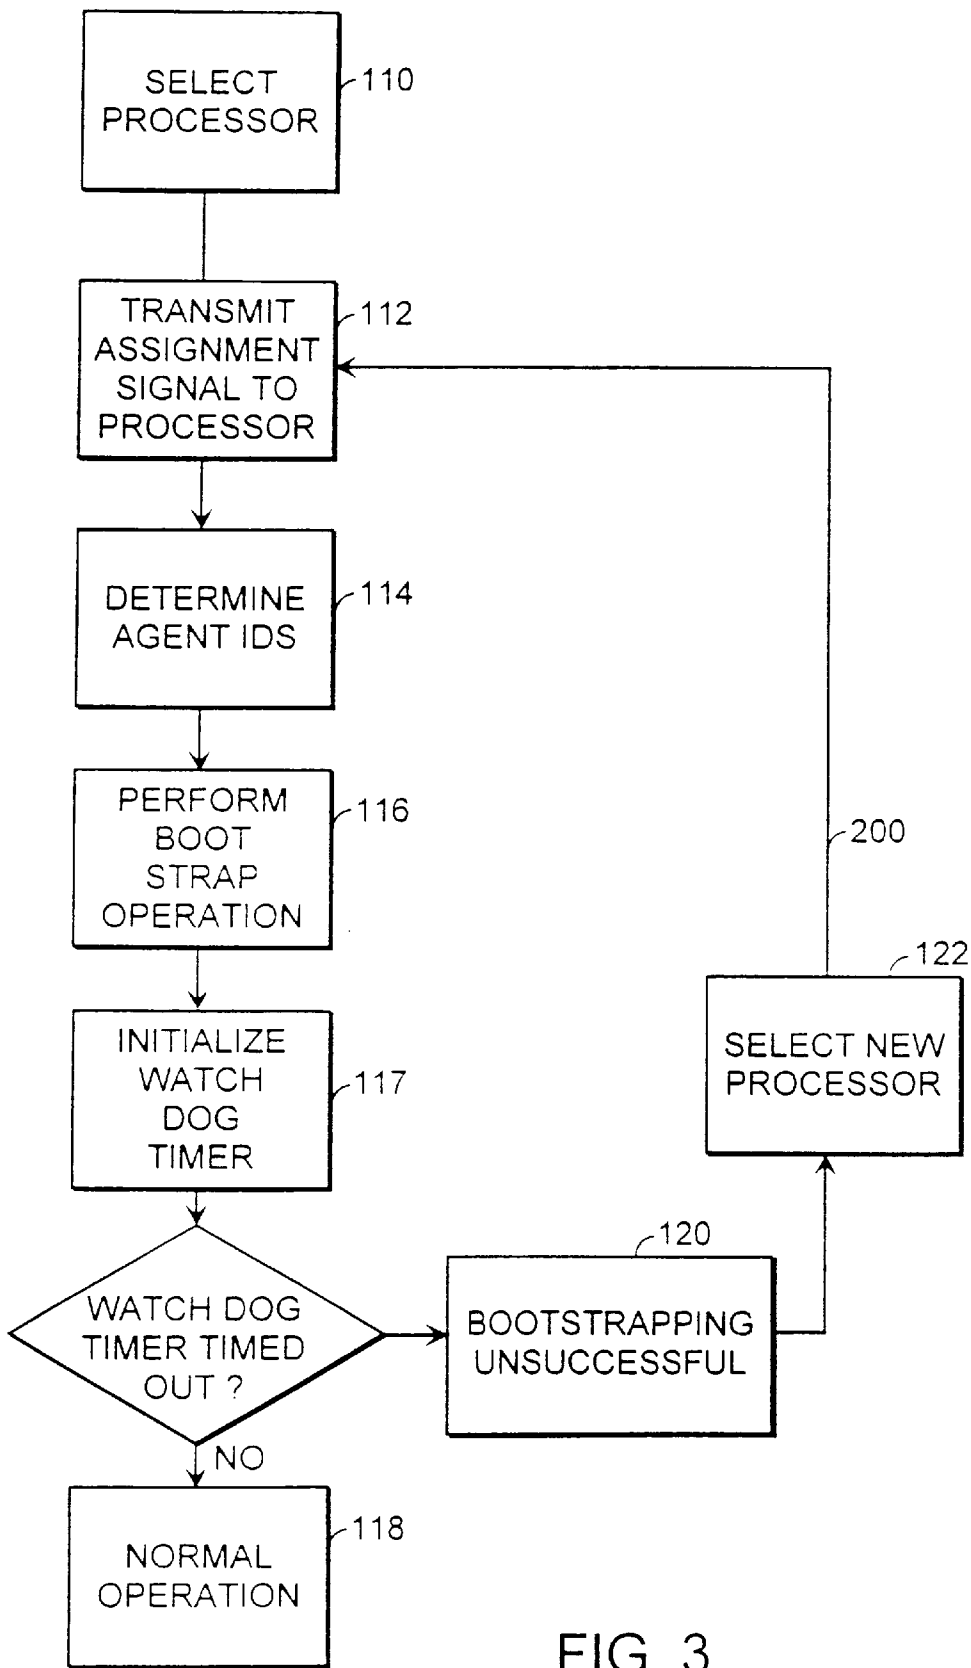 SELECT
PROCESSOR
110
TRANSMIT
ASSIGNMENT
SIGNAL TO
PROCESSOR
112
DETERMINE
AGENT IDS
114
PERFORM
BOOT
STRAP
OPERATION
116
200
122
SELECT NEW
PROCESSOR
INITIALIZE
WATCH
DOG
TIMER
117
120
BOOTSTRAPPING
UNSUCCESSFUL
WATCH DOG
TIMER TIMED
OUT ?
NO
NORMAL
OPERATION
118
FIG. 3